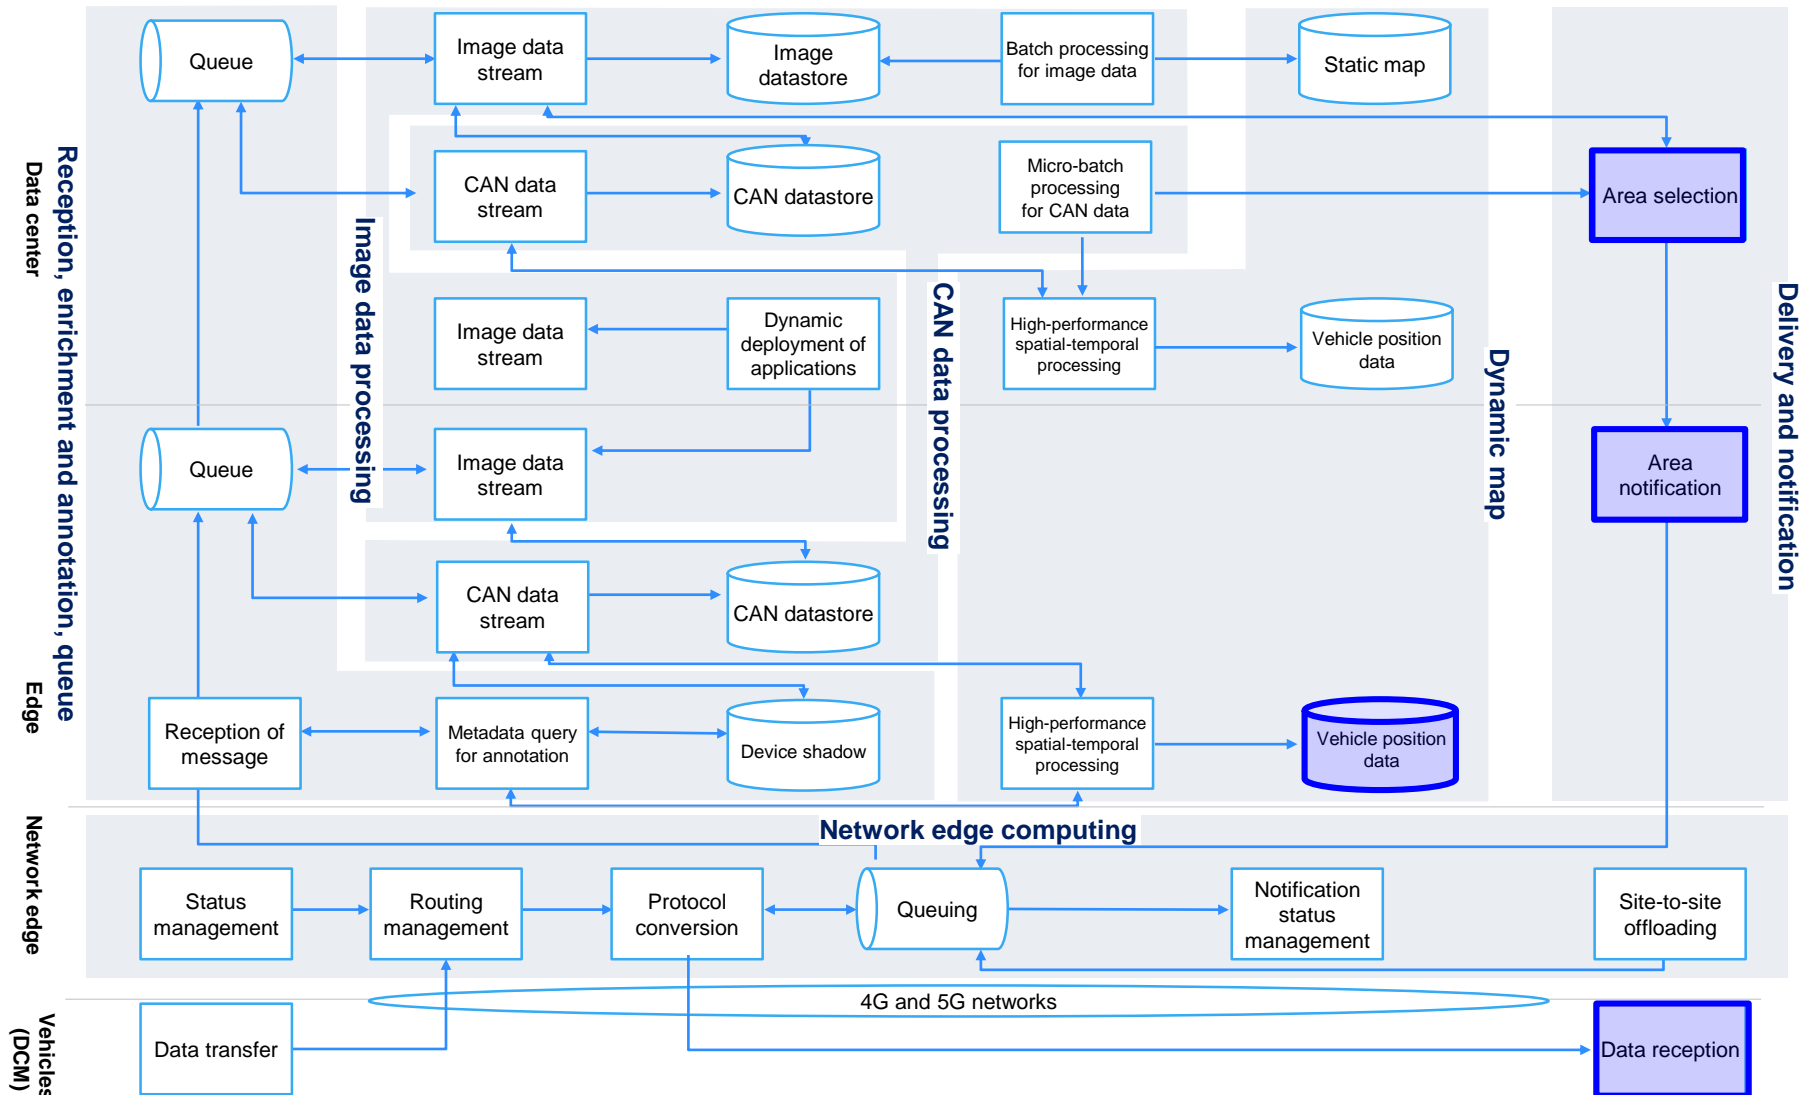 Queue
Image data
stream
Image
datastore
Batch processing
for image data
Static map
CAN data
stream
CAN datastore
Micro-batch
processing
for CAN data
Area selection
Data center
Reception, enrichment and annotation, queue
Image data processing
CAN data processing
Dynamic map
Delivery and notification
Image data
stream
Dynamic
deployment of
applications
High-performance
spatial-temporal
processing
Vehicle position
data
Queue
Image data
stream
Area
notification
CAN data
stream
CAN datastore
Edge
Reception of
message
Metadata query
for annotation
Device shadow
High-performance
spatial-temporal
processing
Vehicle position
data
Network edge
Network edge computing
Status
management
Routing
management
Protocol
conversion
Queuing
Notification
status
management
Site-to-site
offloading
4G and 5G networks
Vehicles
(DCM)
Data transfer
Data reception